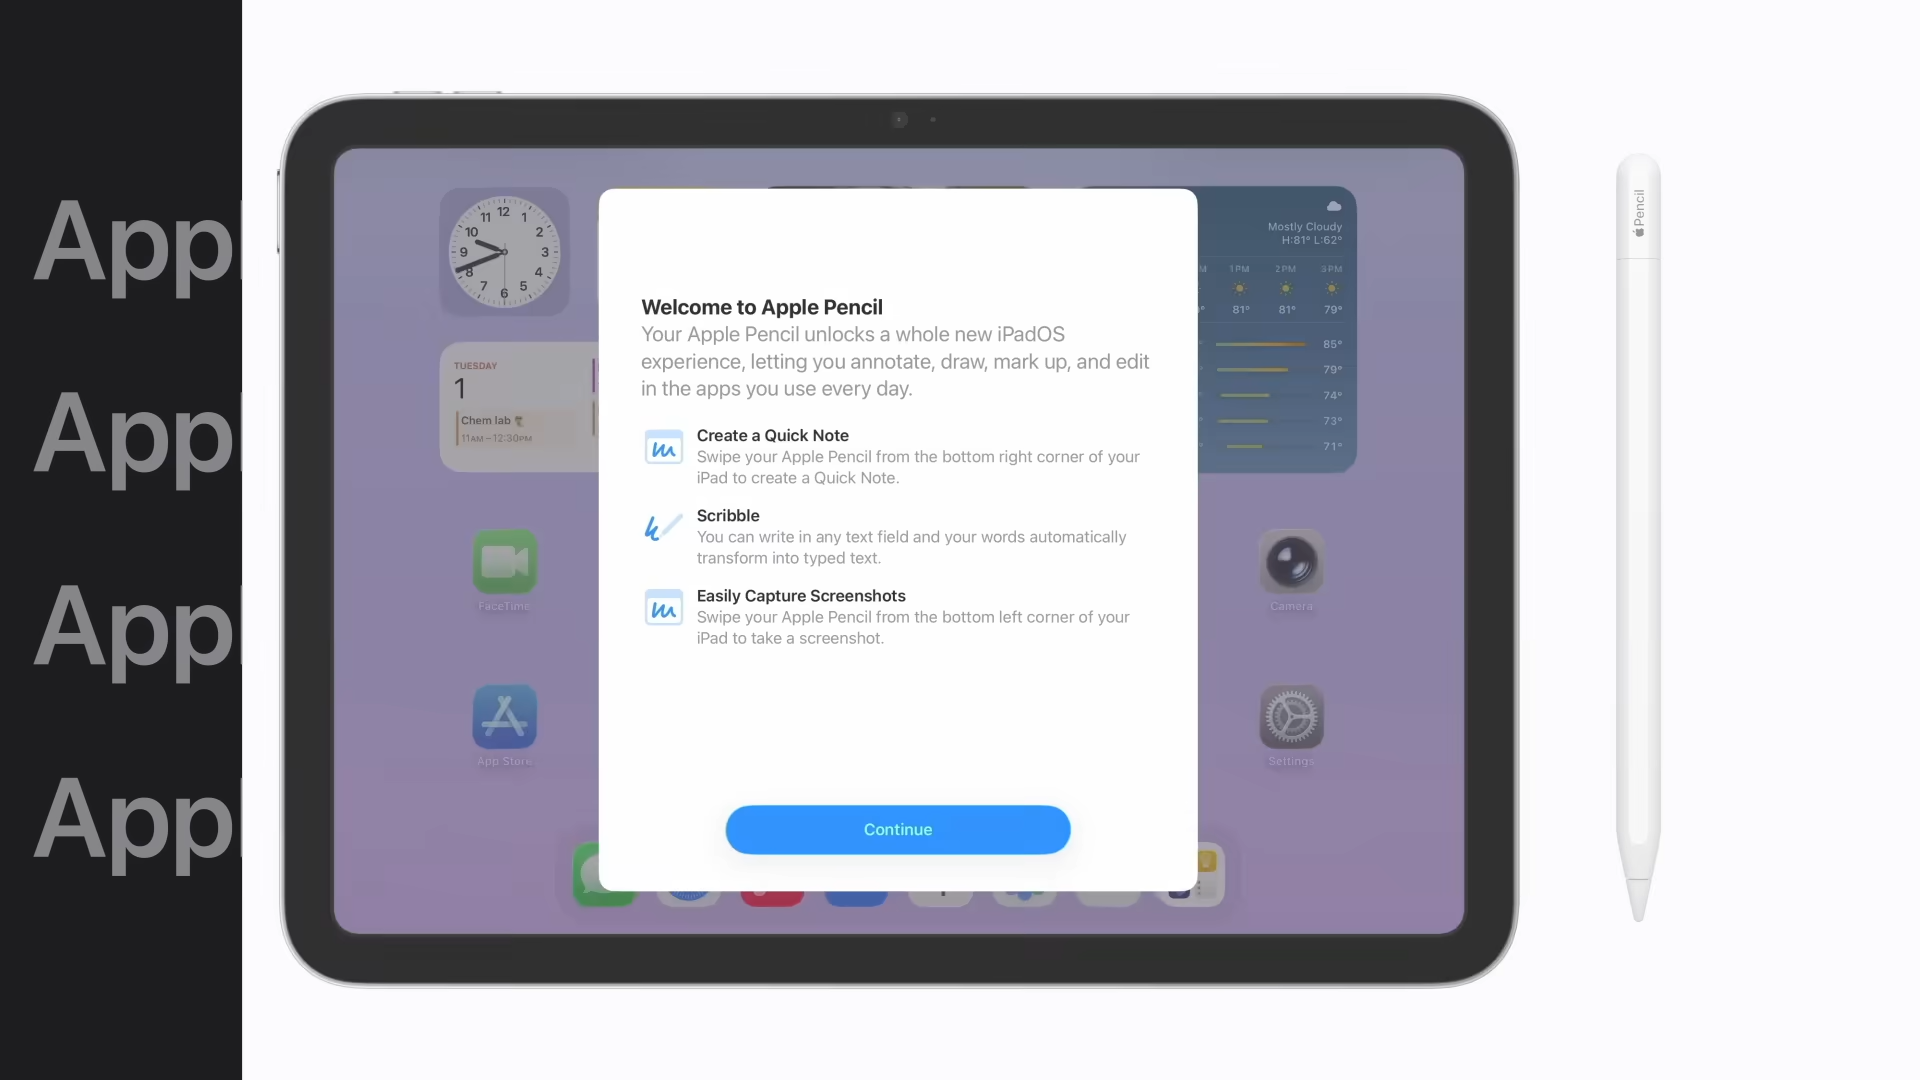 Appl
Appl
Appl
Appl
12
11
1
10
2
9
3
8
4
7
5
6
TUESDAY
1
Chem lab
11AM–12:30PM
FaceTime
App Store
Welcome to Apple Pencil
Your Apple Pencil unlocks a whole new iPadOS
experience, letting you annotate, draw, mark up, and edit
in the apps you use every day.
Create a Quick Note
Swipe your Apple Pencil from the bottom right corner of your
iPad to create a Quick Note.
Scribble
You can write in any text field and your words automatically
transform into typed text.
Easily Capture Screenshots
Swipe your Apple Pencil from the bottom left corner of your
iPad to take a screenshot.
Continue
Mostly Cloudy
H:81° L:62°
1PM 2PM 3PM
81° 81° 79°
85°
79°
74°
73°
71°
Camera
Settings
Pencil